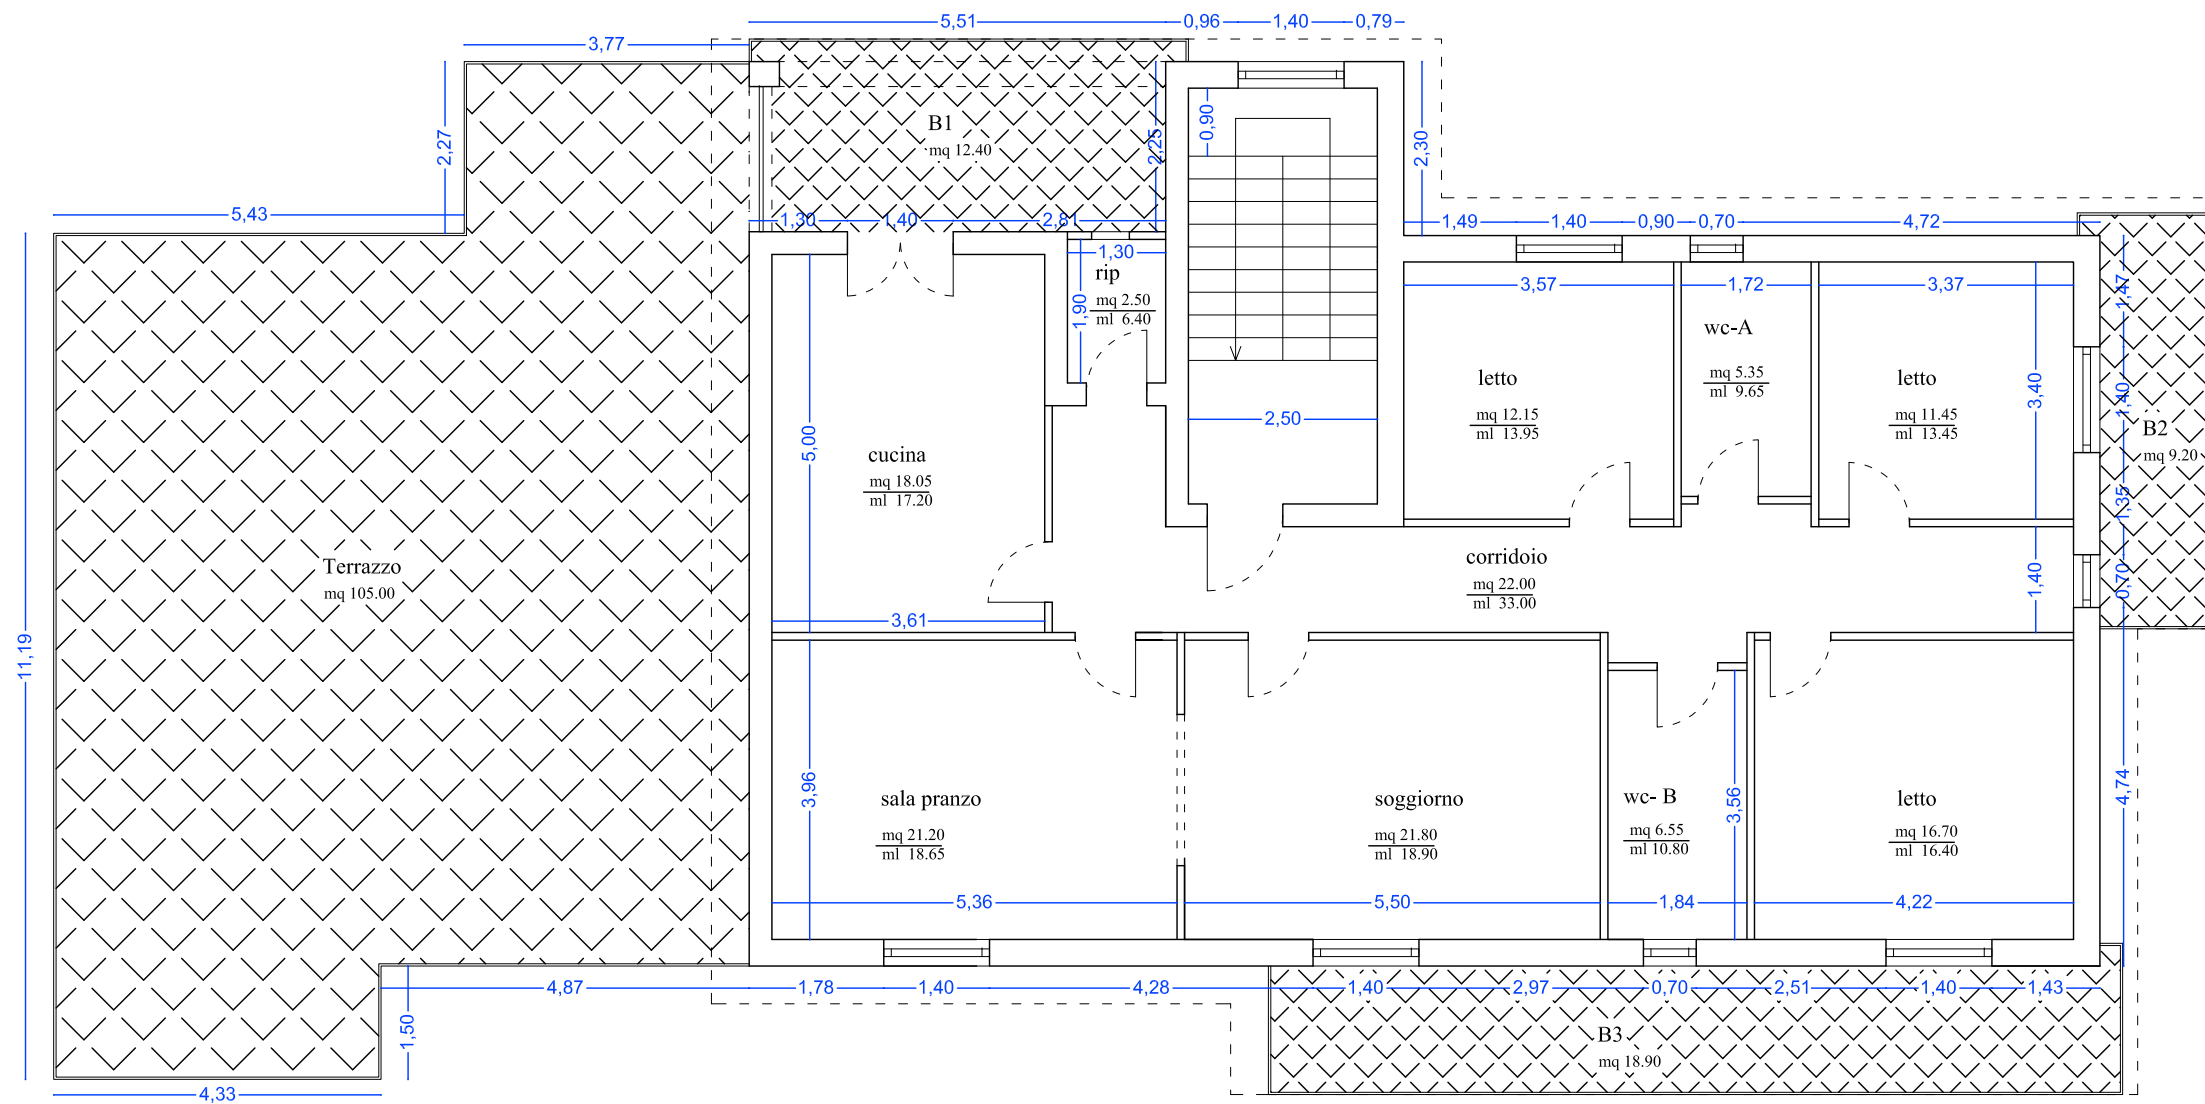 5,51
0,96
1,40
0,79
3,77
B1
mq 12.40
0,90
2,27
2,25
2,30
5,43
1,30
1,40
2,81
1,49
1,40
0,90
0,70
4,72
1,30
rip
mq 2.50
ml 6.40
1,90
3,57
1,72
3,37
1,47
wc-A
mq 5.35
ml 9.65
letto
mq 12.15
ml 13.95
letto
mq 11.45
ml 13.45
3,40
1,40
B2
mq 9.20
2,50
5,00
cucina
mq 18.05
ml 17.20
1,35
Terrazzo
mq 105.00
corridoio
mq 22.00
ml 33.00
1,40
0,70
3,61
11,19
3,96
sala pranzo
mq 21.20
ml 18.65
soggiorno
mq 21.80
ml 18.90
wc- B
mq 6.55
ml 10.80
3,56
letto
mq 16.70
ml 16.40
4,74
5,36
5,50
1,84
4,22
4,87
1,78
1,40
4,28
1,40
2,97
0,70
2,51
1,40
1,43
1,50
B3
mq 18.90
4,33